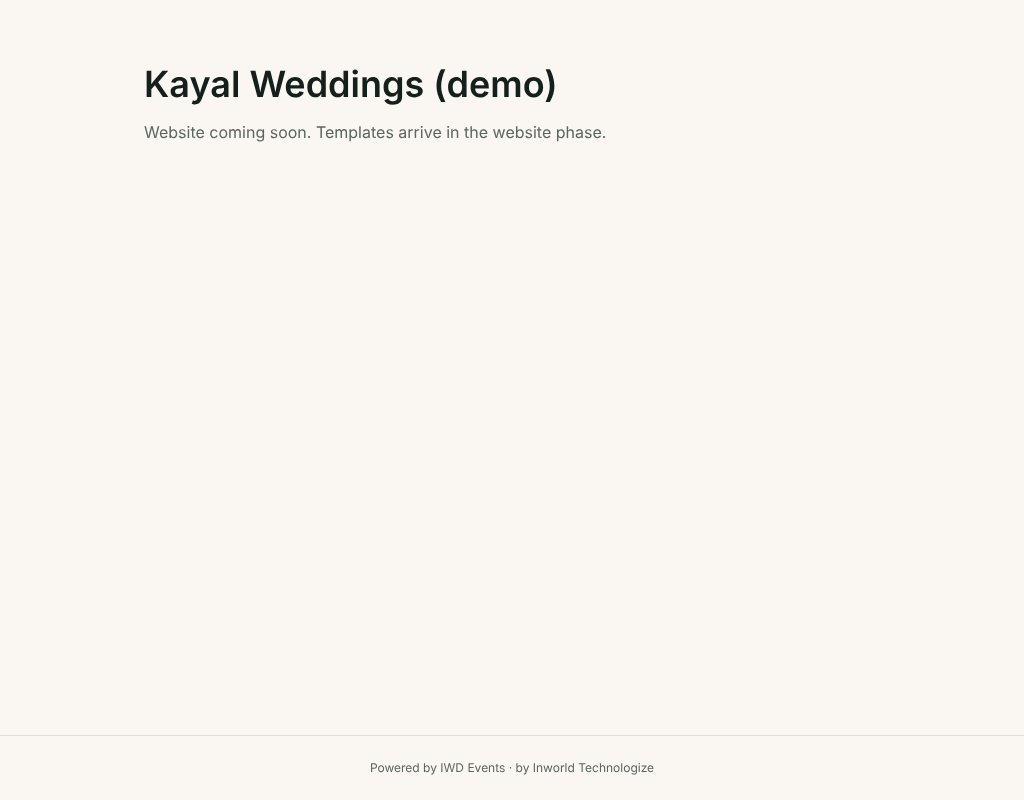 Kayal Weddings (demo)
Website coming soon. Templates arrive in the website phase.
Powered by IWD Events · by Inworld Technologize